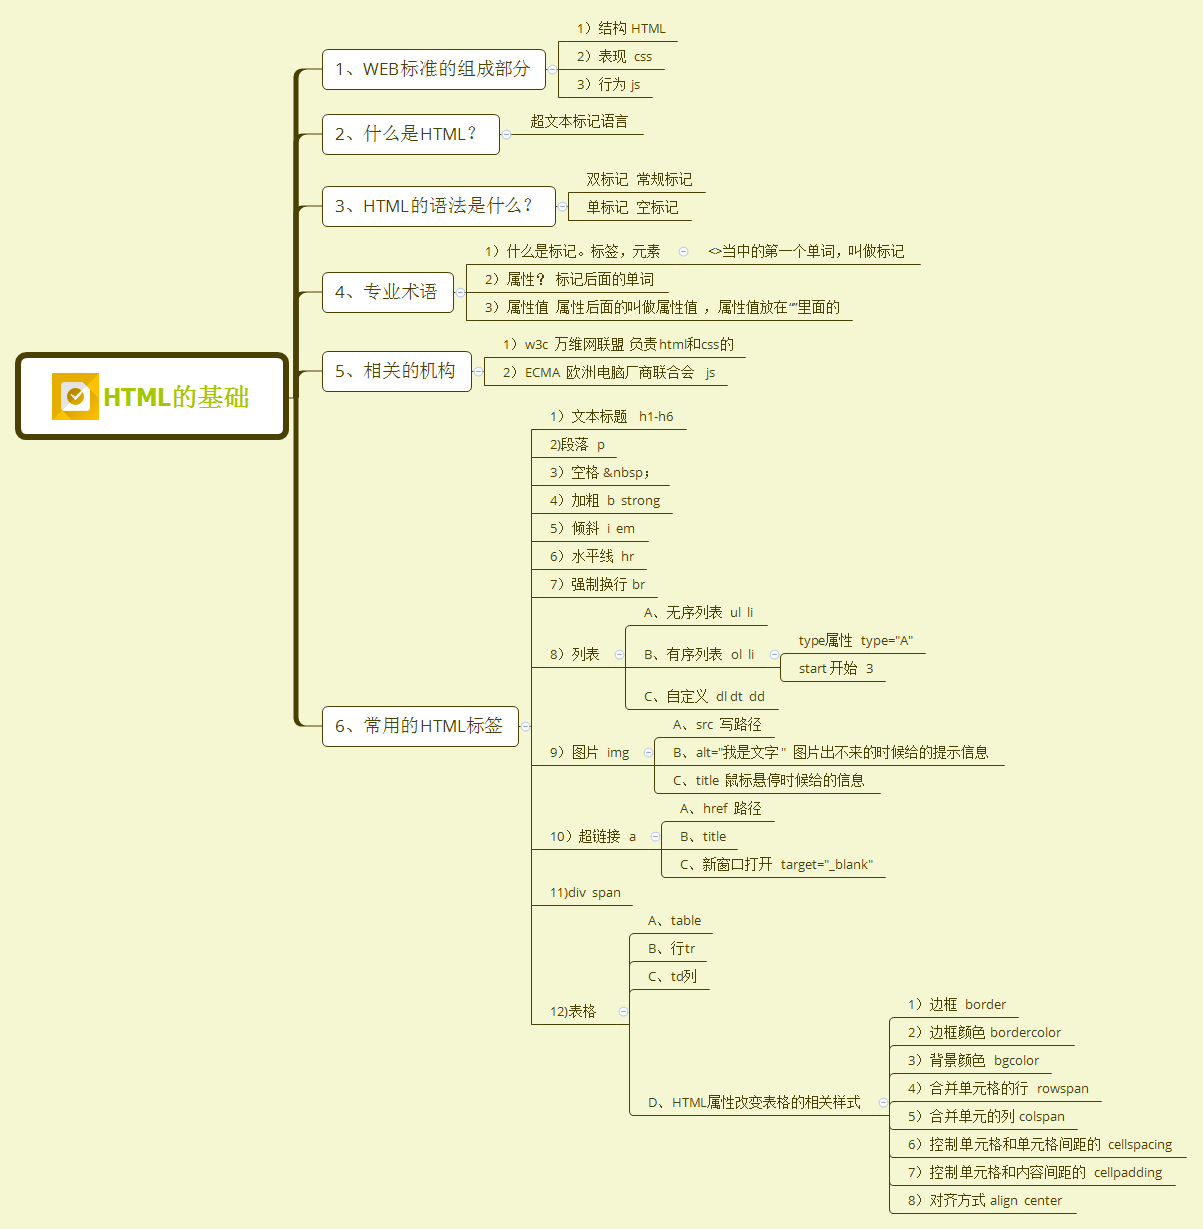 HTML的基础
1、WEB标准的组成部分
1）结构 HTML
2）表现 css
3）行为 js
2、什么是HTML？
超文本标记语言
3、HTML的语法是什么？
双标记 常规标记
单标记 空标记
4、专业术语
1）什么是标记。标签，元素
<>当中的第一个单词，叫做标记
2）属性？ 标记后面的单词
3）属性值 属性后面的叫做属性值 ，属性值放在“”里面的
5、相关的机构
1）w3c 万维网联盟 负责html和css的
2）ECMA 欧洲电脑厂商联合会 js
6、常用的HTML标签
1）文本标题 h1-h6
2)段落 p
3）空格 &nbsp；
4）加粗 b strong
5）倾斜 i em
6）水平线 hr
7）强制换行 br
8）列表
A、无序列表 ul li
B、有序列表 ol li
type属性 type="A"
start 开始 3
C、自定义 dl dt dd
9）图片 img
A、src 写路径
B、alt="我是文字 " 图片出不来的时候给的提示信息
C、title 鼠标悬停时候给的信息
10）超链接 a
A、href 路径
B、title
C、新窗口打开 target="_blank"
11)div span
12)表格
A、table
B、行tr
C、td列
D、HTML属性改变表格的相关样式
1）边框 border
2）边框颜色 bordercolor
3）背景颜色 bgcolor
4）合并单元格的行 rowspan
5）合并单元的列 colspan
6）控制单元格和单元格间距的 cellspacing
7）控制单元格和内容间距的 cellpadding
8）对齐方式 align center